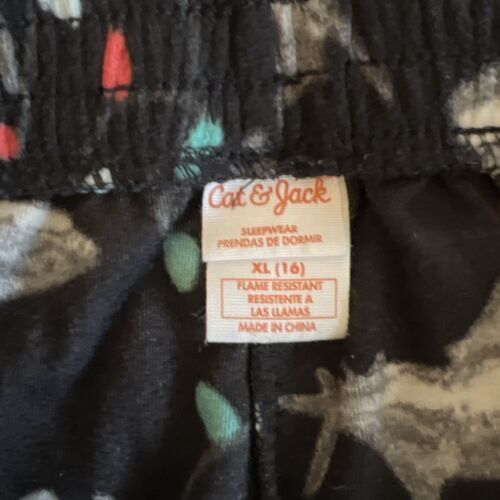 Cat & Jack
SLEEPWEAR
PRENDAS DE DORMIR
XL (16)
FLAME RESISTANT
RESISTENTE A
LAS LLAMAS
MADE IN CHINA